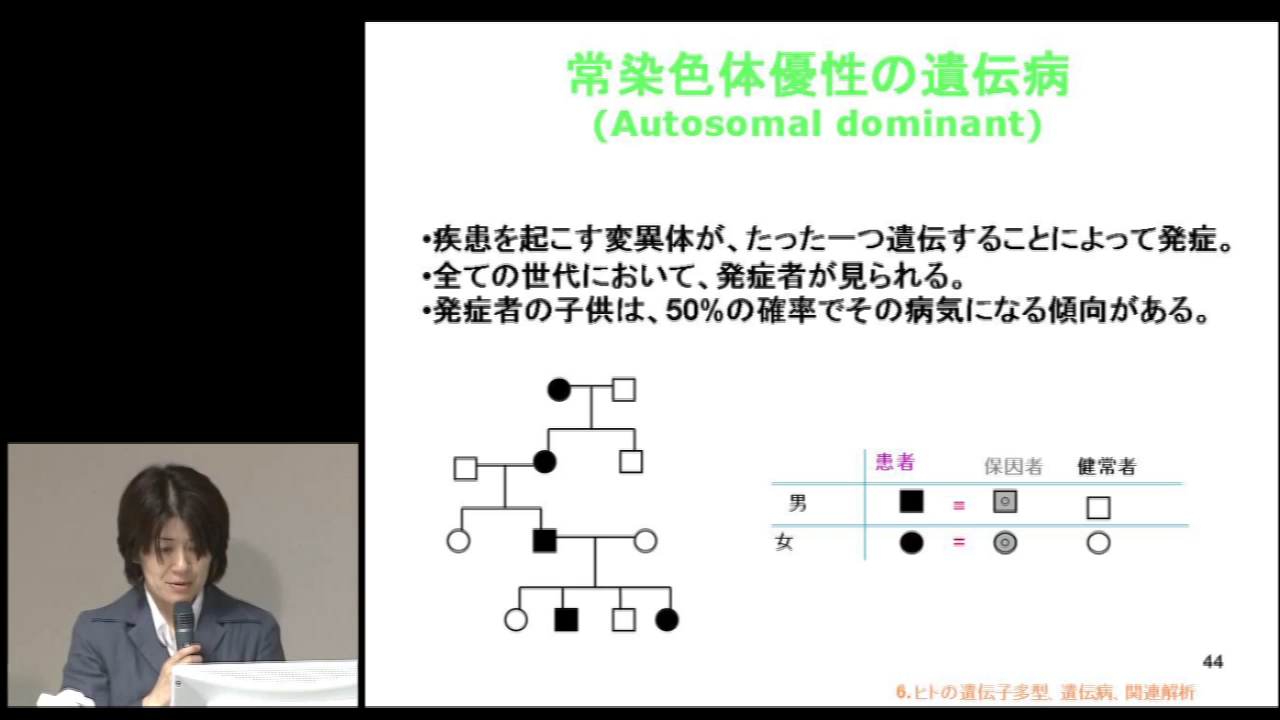 常染色体優性の遺伝病
(Autosomal dominant)
•疾患を起こす変異体が、たった一つ遺伝することによって発症。
•全ての世代において、発症者が見られる。
•発症者の子供は、50%の確率でその病気になる傾向がある。
患者 保因者 健常者
男 =
女 =
44
6.ヒトの遺伝子多型、遺伝病、関連解析